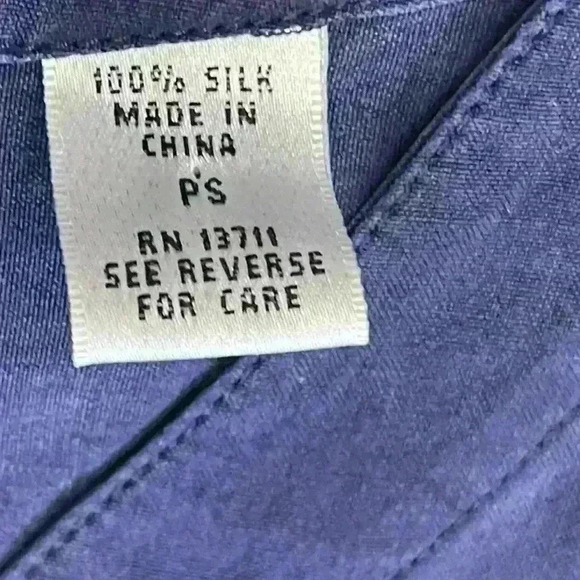 100% SILK
MADE IN
CHINA
P'S
RN 13711
SEE REVERSE
FOR CARE